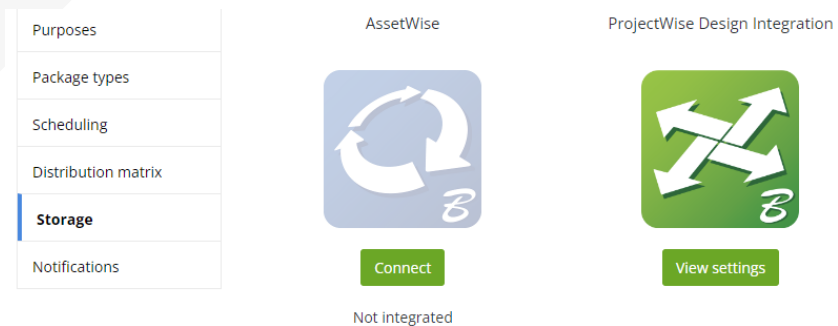 Purposes
Package types
Scheduling
Distribution matrix
Storage
Notifications
AssetWise
B
Connect
Not integrated
ProjectWise Design Integration
B
View settings